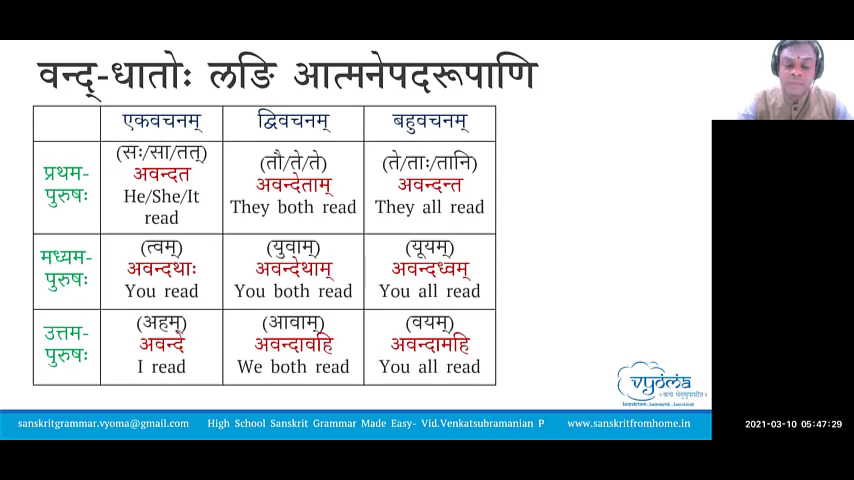 वन्द्-धातोः लङि आत्मनेपदरूपाणि
एकवचनम् द्विवचनम् बहुवचनम्
प्रथम-पुरुषः
(सः/सा/तत्)
अवन्दत
He/She/It
read
(तौ/ते/ते)
अवन्देताम्
They both read
(ते/ताः/तानि)
अवन्दन्त
They all read
मध्यम-पुरुषः
(त्वम्)
अवन्दथाः
You read
(युवाम्)
अवन्देथाम्
You both read
(यूयम्)
अवन्दध्वम्
You all read
उत्तम-पुरुषः
(अहम्)
अवन्दे
I read
(आवाम्)
अवन्दावहि
We both read
(वयम्)
अवन्दामहि
You all read
vyoma
sanskritgrammar.vyoma@gmail.com High School Sanskrit Grammar Made Easy- Vid.Venkatsubramanian P www.sanskritfromhome.in
2021-03-10 05:47:29